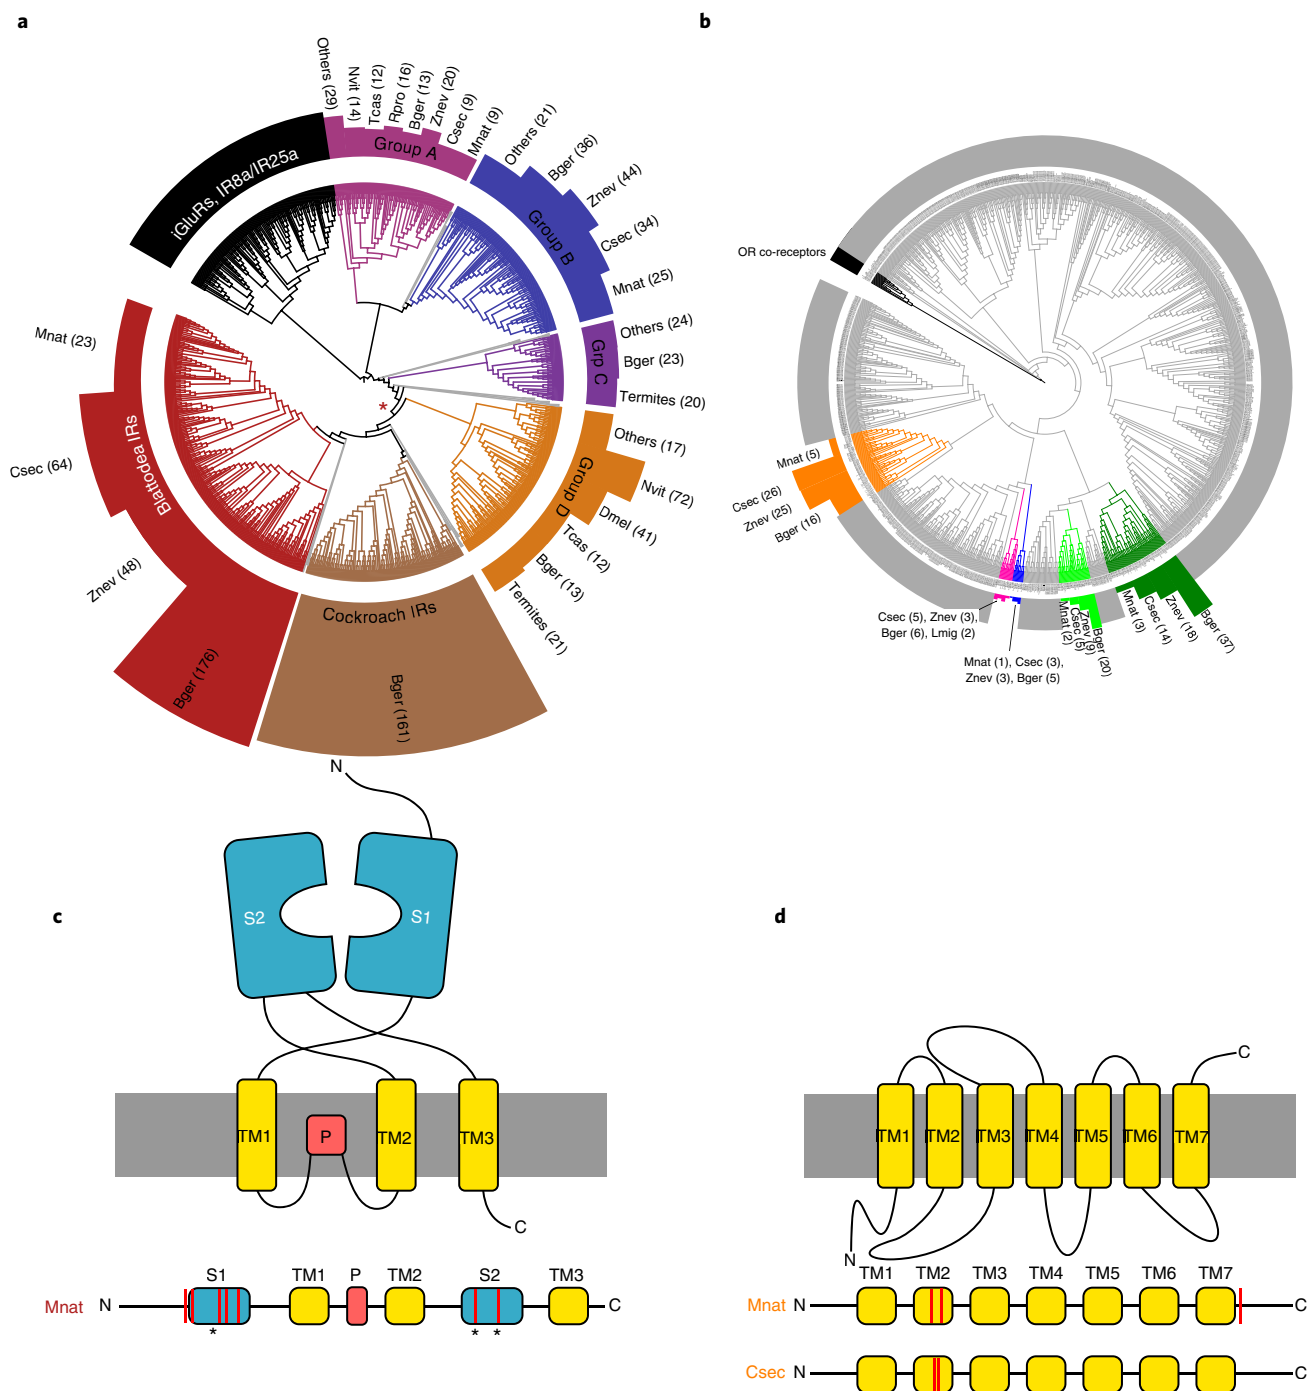 a
Others (29)
Nvit (14)
Tcas (12)
Rpro (16)
Bger (13)
Znev (20)
Csec (9)
Mnat (9)
Others (21)
Bger (36)
Znev (44)
Csec (34)
Mnat (25)
Others (24)
Bger (23)
Termites (20)
Others (17)
Nvit (72)
Dmel (41)
Tcas (12)
Bger (13)
Termites (21)
Bger (161)
Bger (176)
Znev (48)
Csec (64)
Mnat (23)
iGluRs, IR8a/IR25a
Group A
Group B
Grp C
Group D
Cockroach IRs
Blattodea IRs
*
b
OR co-receptors
Mnat (5)
Csec (26)
Znev (25)
Bger (16)
Csec (5), Znev (3),
Bger (6), Lmig (2)
Mnat (1), Csec (3),
Znev (3), Bger (5)
Mnat (2)
Csec (5)
Znev (9)
Bger (20)
Mnat (3)
Csec (14)
Znev (18)
Bger (37)
c
N
S2
S1
TM1
P
TM2
TM3
C
S1 TM1 P TM2 S2 TM3
Mnat N C
* * *
d
C
TM1 TM2 TM3 TM4 TM5 TM6 TM7
N
TM1 TM2 TM3 TM4 TM5 TM6 TM7
Mnat N C
Csec N C